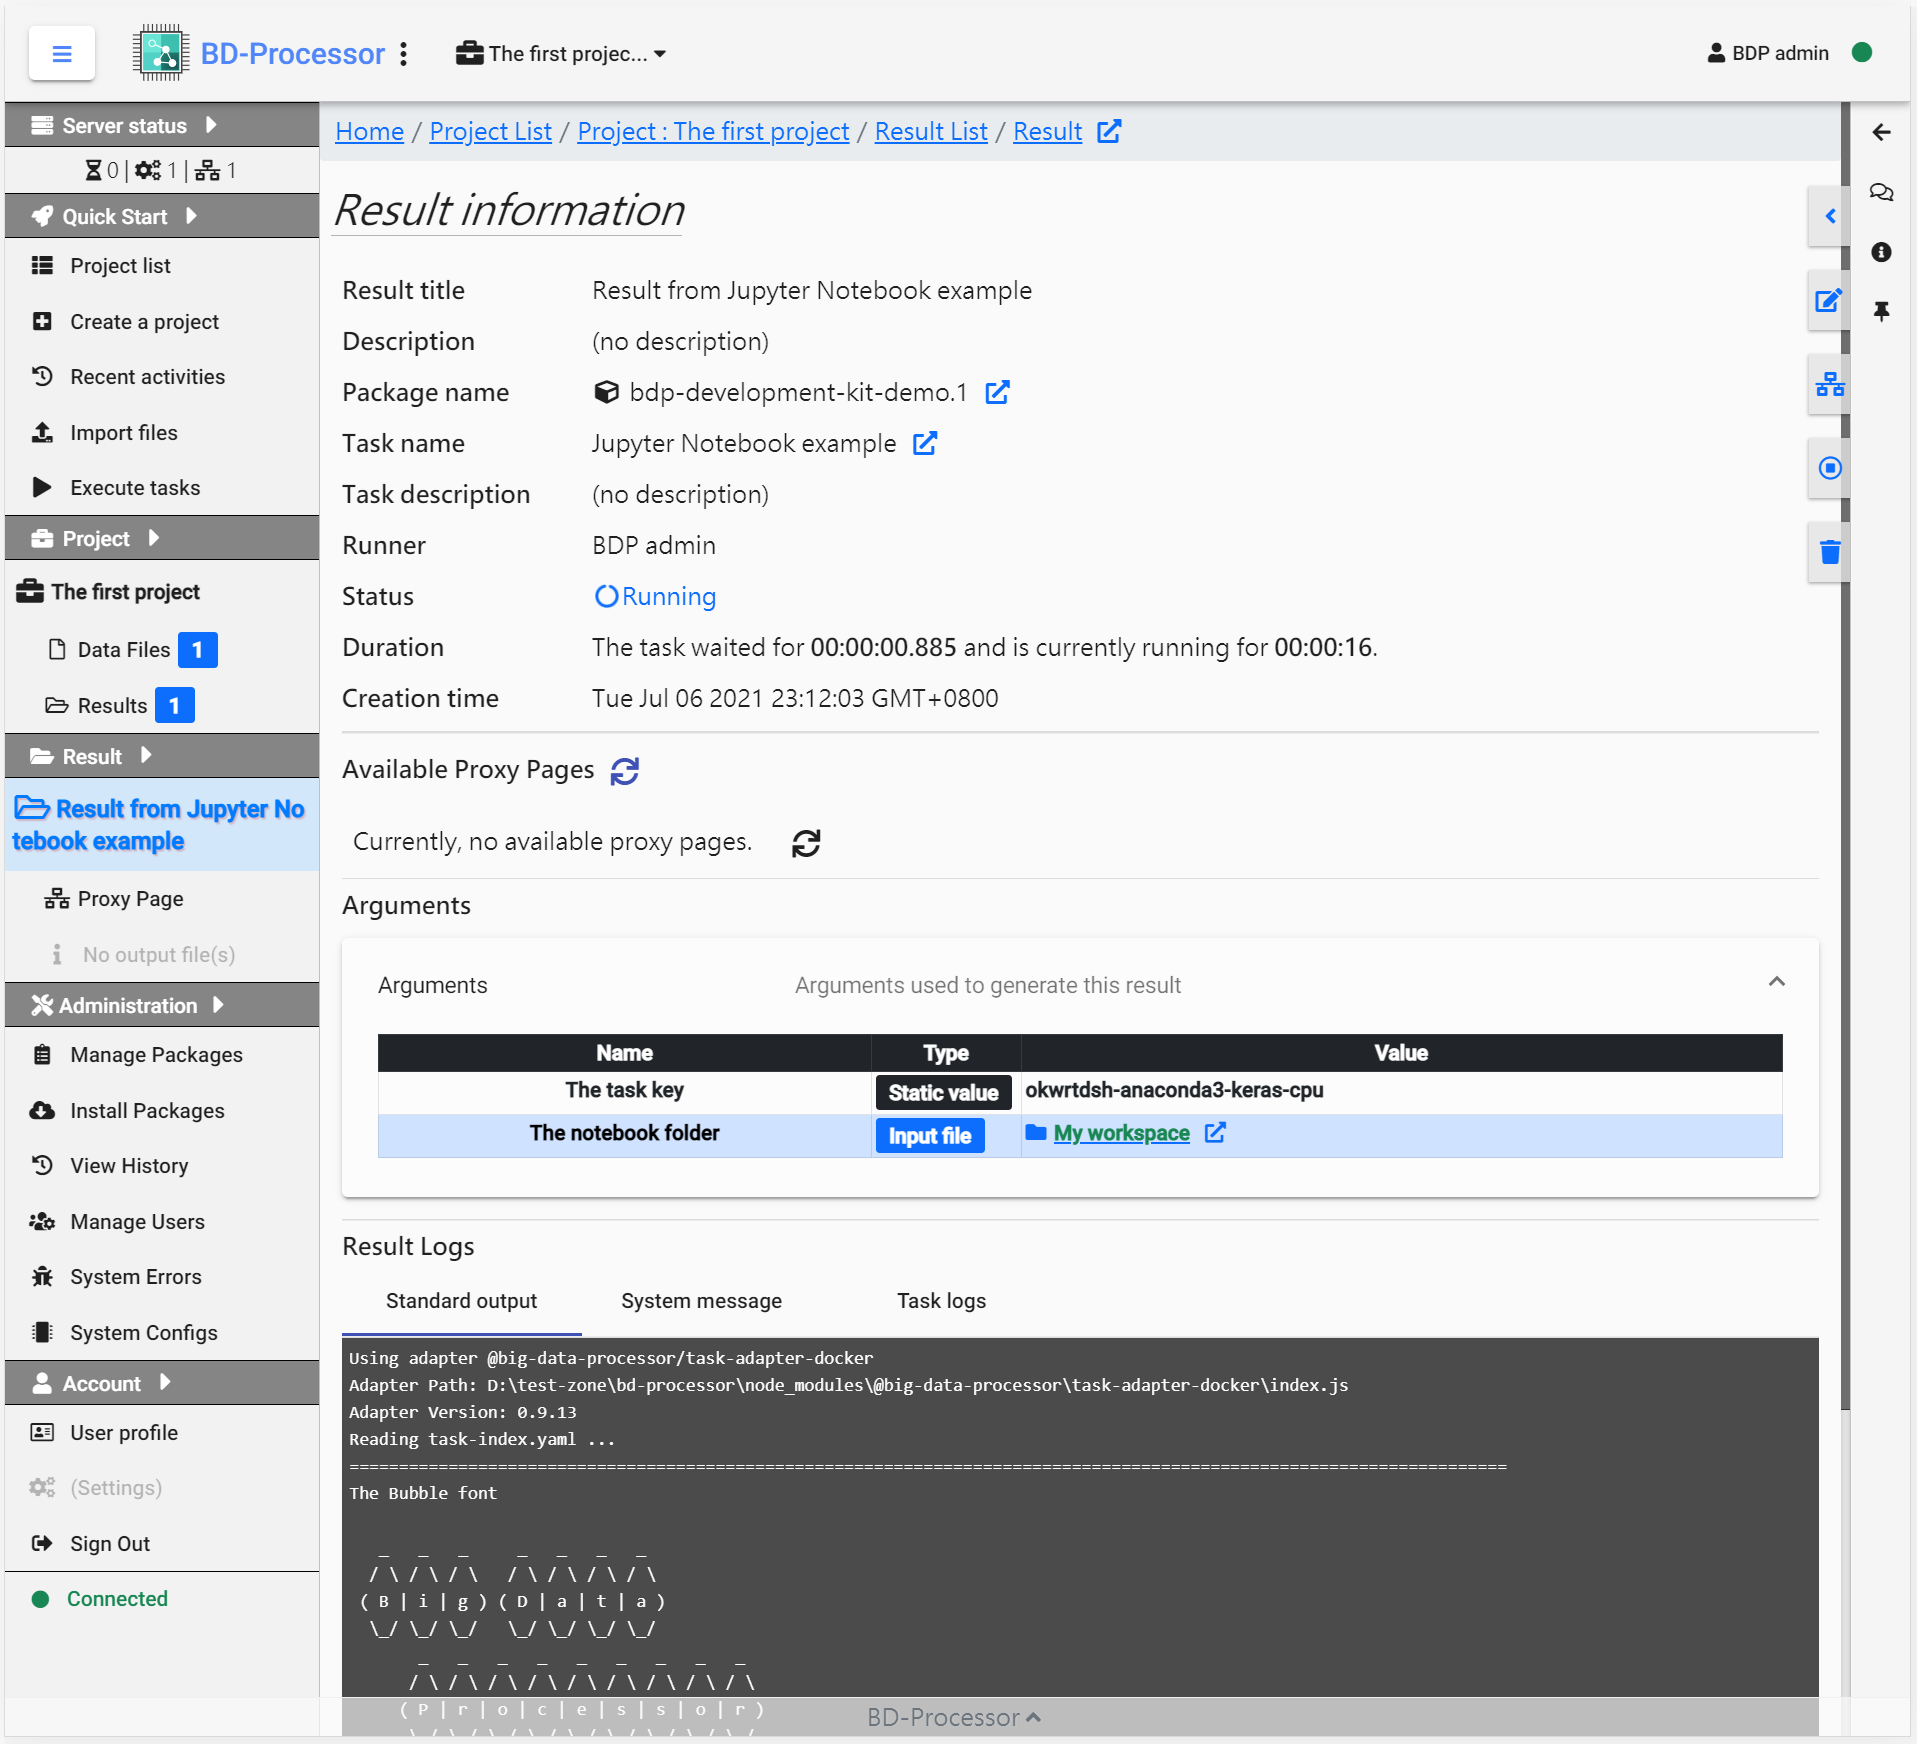 BD-Processor
The first projec...
BDP admin
Server status
0 | 1 | 1
Quick Start
Project list
Create a project
Recent activities
Import files
Execute tasks
Project
The first project
Data Files 1
Results 1
Result
Result from Jupyter No
tebook example
Proxy Page
No output file(s)
Administration
Manage Packages
Install Packages
View History
Manage Users
System Errors
System Configs
Account
User profile
(Settings)
Sign Out
Connected
Home / Project List / Project : The first project / Result List / Result
Result information
Result title Result from Jupyter Notebook example
Description (no description)
Package name bdp-development-kit-demo.1
Task name Jupyter Notebook example
Task description (no description)
Runner BDP admin
Status Running
Duration The task waited for 00:00:00.885 and is currently running for 00:00:16.
Creation time Tue Jul 06 2021 23:12:03 GMT+0800
Available Proxy Pages
Currently, no available proxy pages.
Arguments
Arguments Arguments used to generate this result
Name Type Value
The task key Static value okwrtdsh-anaconda3-keras-cpu
The notebook folder Input file My workspace
Result Logs
Standard output System message Task logs
Using adapter @big-data-processor/task-adapter-docker
Adapter Path: D:\test-zone\bd-processor\node_modules\@big-data-processor\task-adapter-docker\index.js
Adapter Version: 0.9.13
Reading task-index.yaml ...
=====================================================================================================================
The Bubble font
   _   _   _     _   _   _   _
  / \ / \ / \   / \ / \ / \ / \
 ( B | i | g ) ( D | a | t | a )
  \_/ \_/ \_/   \_/ \_/ \_/ \_/
       _   _   _   _   _   _   _   _   _
      / \ / \ / \ / \ / \ / \ / \ / \ / \
     ( P | r | o | c | e | s | s | o | r )
BD-Processor